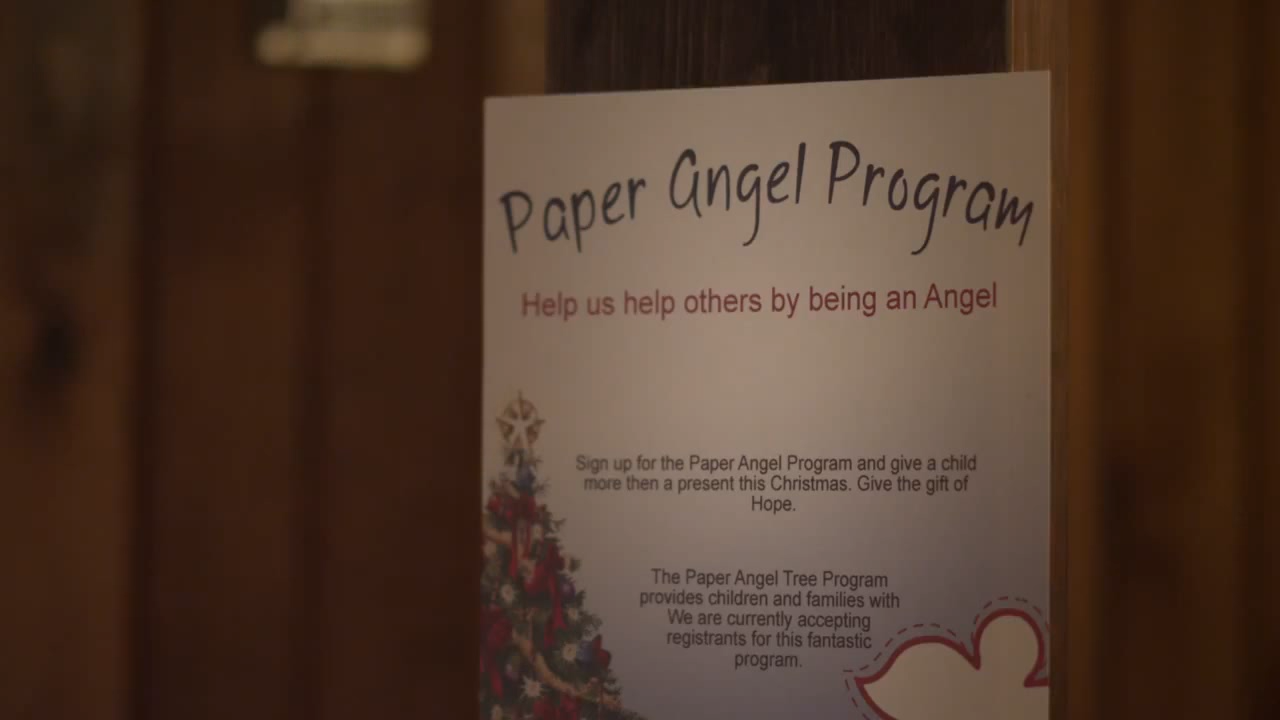 Paper Angel Program
Help us help others by being an Angel
Sign up for the Paper Angel Program and give a child
more then a present this Christmas. Give the gift of
Hope.
The Paper Angel Tree Program
provides children and families with
We are currently accepting
registrants for this fantastic
program.